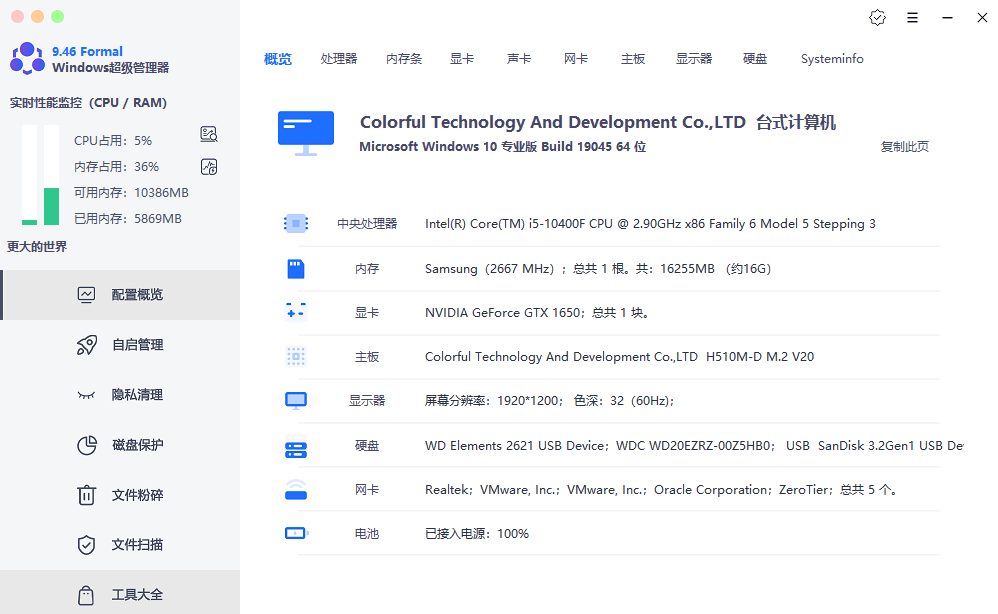 9.46 Formal
Windows超级管理器
实时性能监控（CPU / RAM）
CPU占用：5%
内存占用：36%
可用内存：10386MB
已用内存：5869MB
更大的世界
配置概览
自启管理
隐私清理
磁盘保护
文件粉碎
文件扫描
工具大全
概览 处理器 内存条 显卡 声卡 网卡 主板 显示器 硬盘 Systeminfo
Colorful Technology And Development Co.,LTD 台式计算机
Microsoft Windows 10 专业版 Build 19045 64 位
复制此页
中央处理器 Intel(R) Core(TM) i5-10400F CPU @ 2.90GHz x86 Family 6 Model 5 Stepping 3
内存 Samsung（2667 MHz）；总共 1 根。共：16255MB （约16G）
显卡 NVIDIA GeForce GTX 1650；总共 1 块。
主板 Colorful Technology And Development Co.,LTD H510M-D M.2 V20
显示器 屏幕分辨率：1920*1200； 色深：32（60Hz);
硬盘 WD Elements 2621 USB Device；WDC WD20EZRZ-00Z5HB0； USB SanDisk 3.2Gen1 USB De
网卡 Realtek；VMware, Inc.；VMware, Inc.；Oracle Corporation；ZeroTier；总共 5 个。
电池 已接入电源：100%